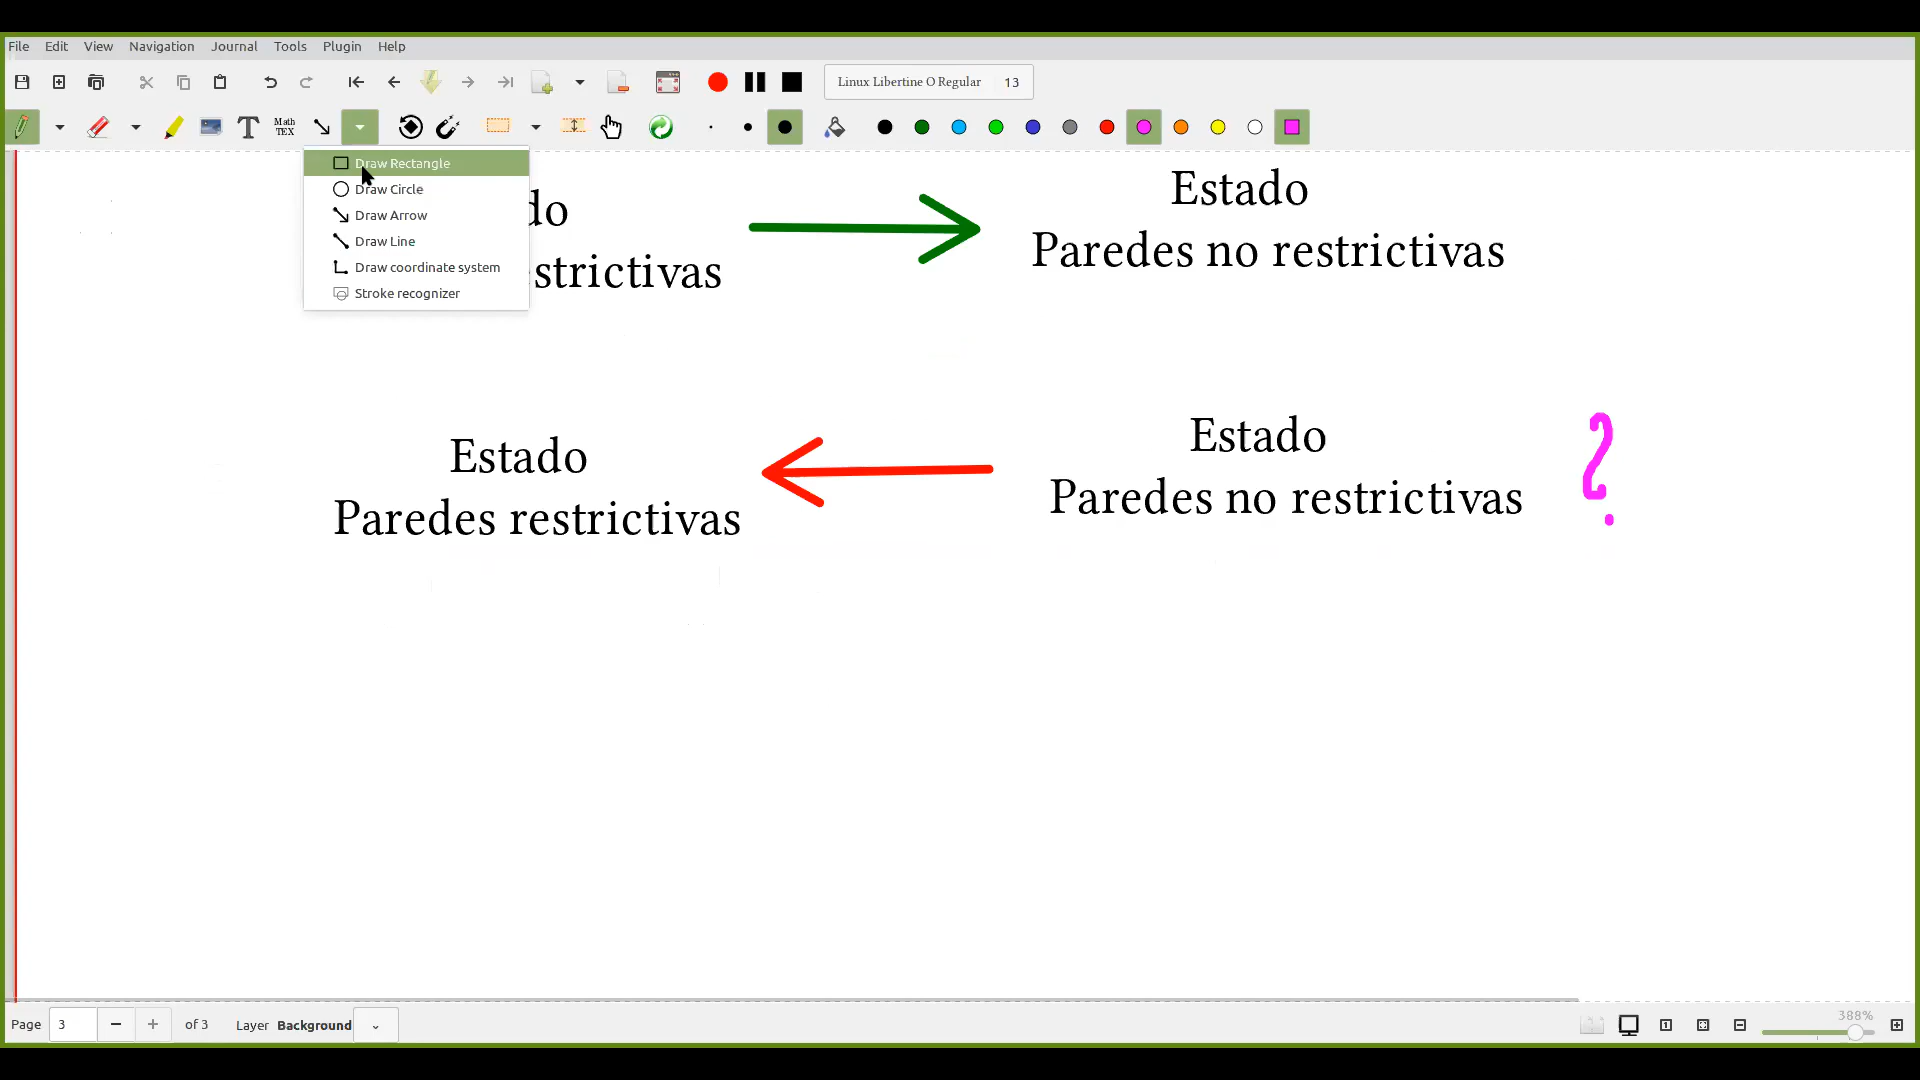 File Edit View Navigation Journal Tools Plugin Help
Linux Libertine O Regular 13
Math
TEX
Draw Rectangle
Draw Circle
Draw Arrow
Draw Line
Draw coordinate system
Stroke recognizer
do
strictivas
Estado
Paredes no restrictivas
Estado
Paredes restrictivas
Estado
Paredes no restrictivas
?
Page 3 of 3 Layer Background
388%